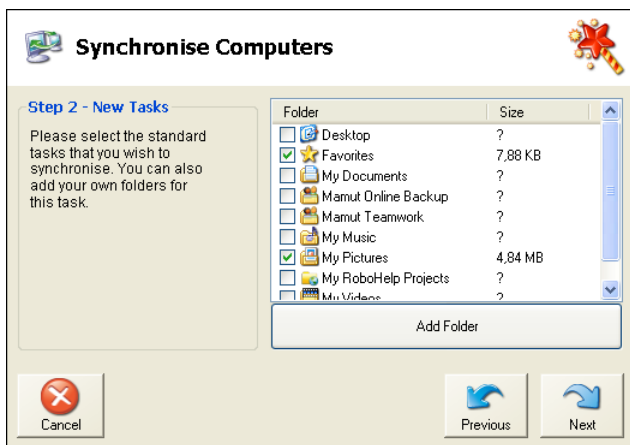 Synchronise Computers
Step 2 - New Tasks
Please select the standard
tasks that you wish to
synchronise. You can also
add your own folders for
this task.
Folder Size
Desktop ?
Favorites 7,88 KB
My Documents ?
Mamut Online Backup ?
Mamut Teamwork ?
My Music ?
My Pictures 4,84 MB
My RoboHelp Projects ?
My Videos ?
Add Folder
Cancel Previous Next